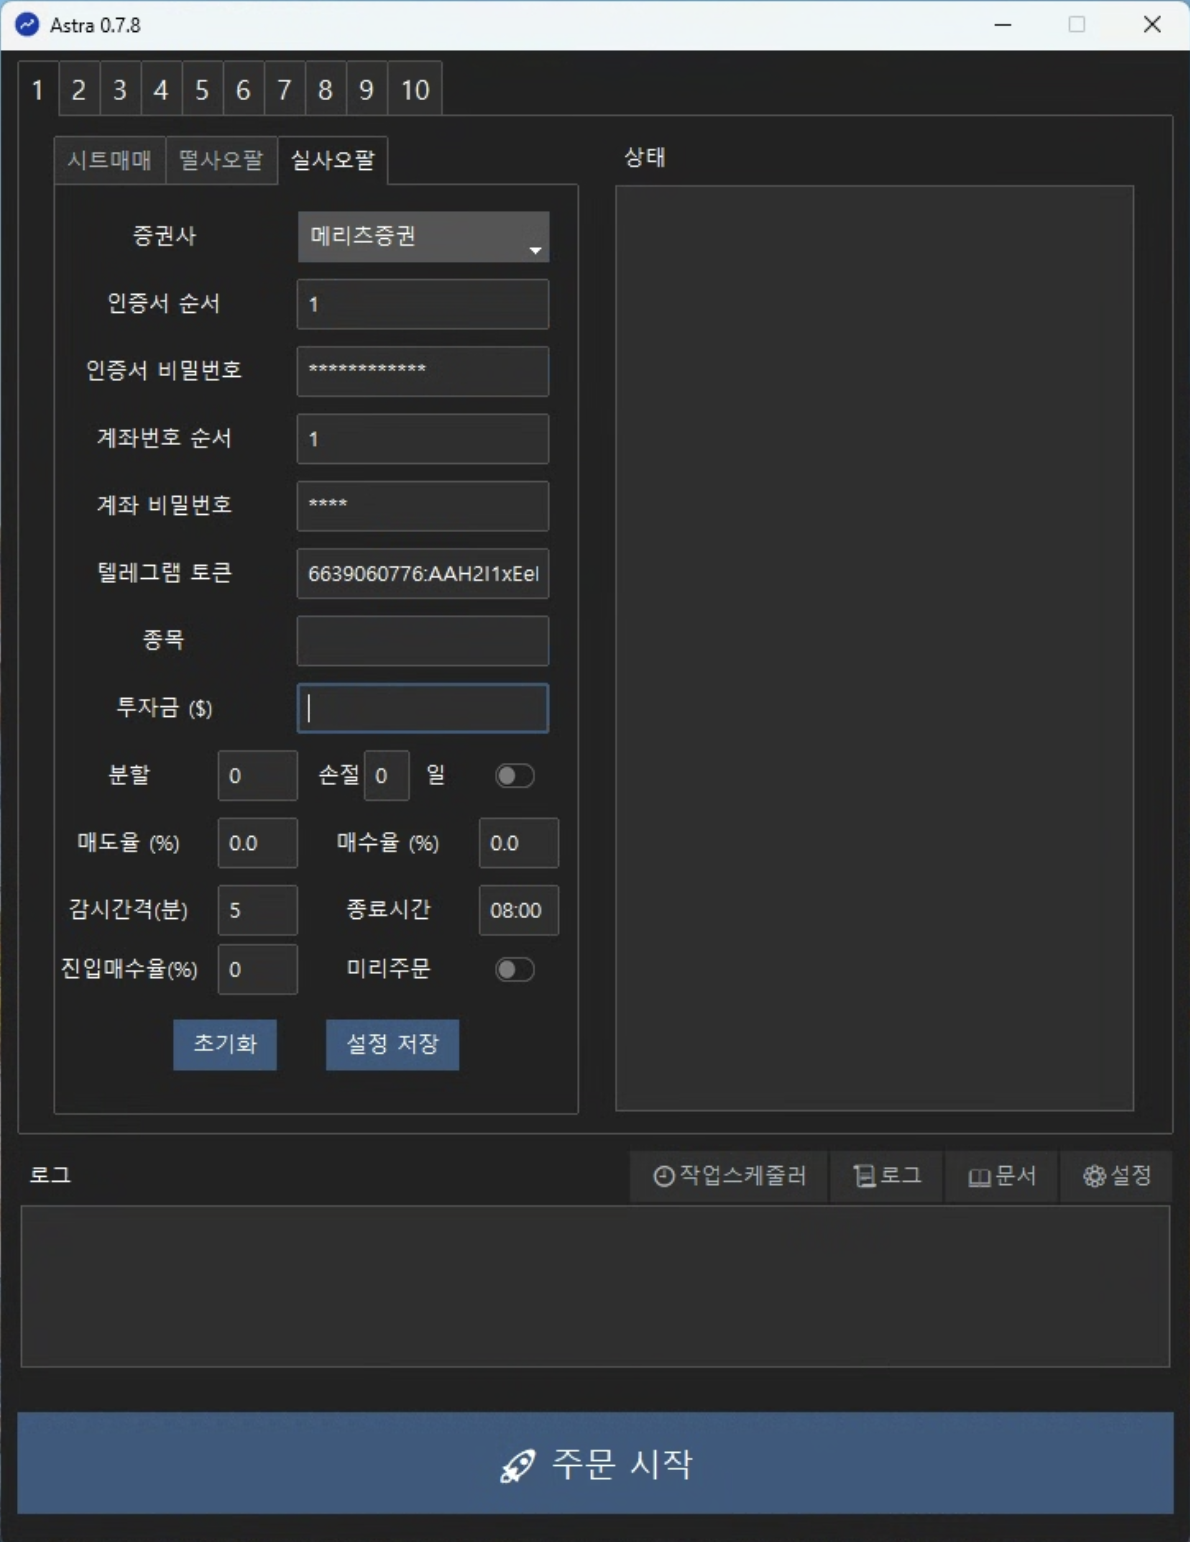 Astra 0.7.8
1 2 3 4 5 6 7 8 9 10
시트매매 떨사오팔 실사오팔
상태
증권사 메리츠증권
인증서 순서 1
인증서 비밀번호 ************
계좌번호 순서 1
계좌 비밀번호 ****
텔레그램 토큰 6639060776:AAH2I1xEel
종목
투자금 ($)
분할 0 손절 0 일
매도율 (%) 0.0 매수율 (%) 0.0
감시간격(분) 5 종료시간 08:00
진입매수율(%) 0 미리주문
초기화 설정 저장
로그 작업스케줄러 로그 문서 설정
주문 시작